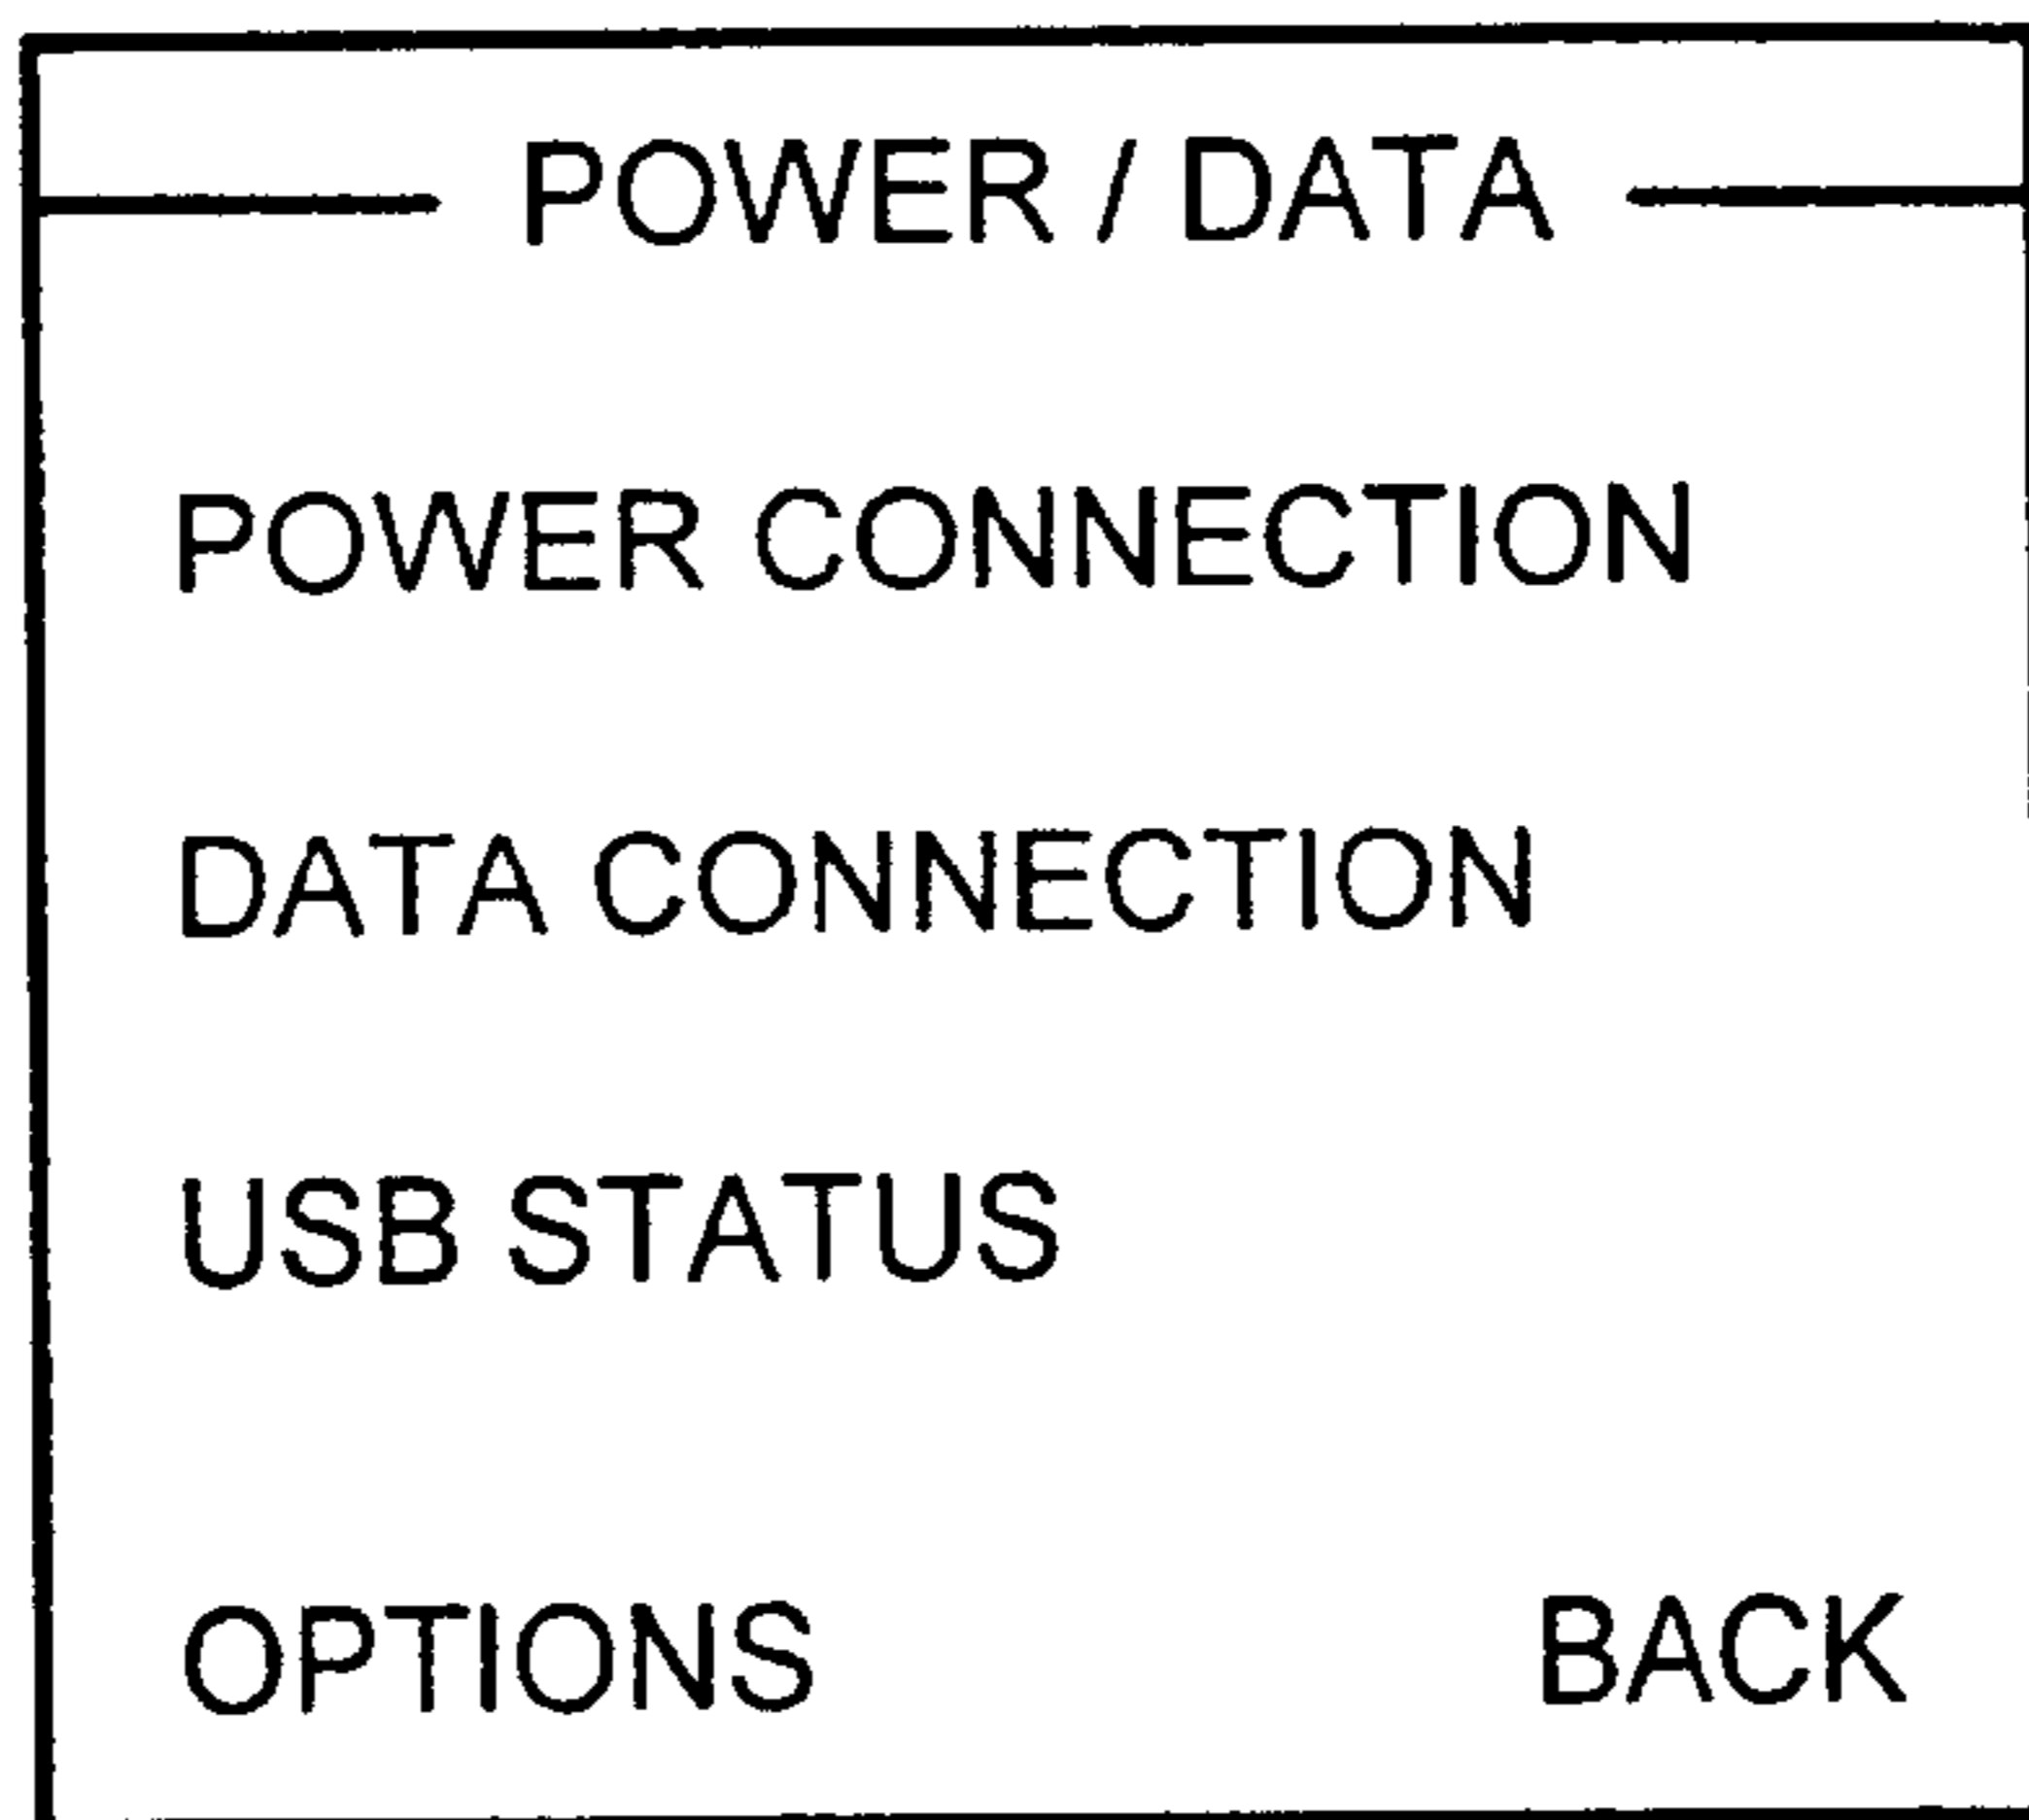 POWER / DATA
POWER CONNECTION
DATA CONNECTION
USB STATUS
OPTIONS BACK